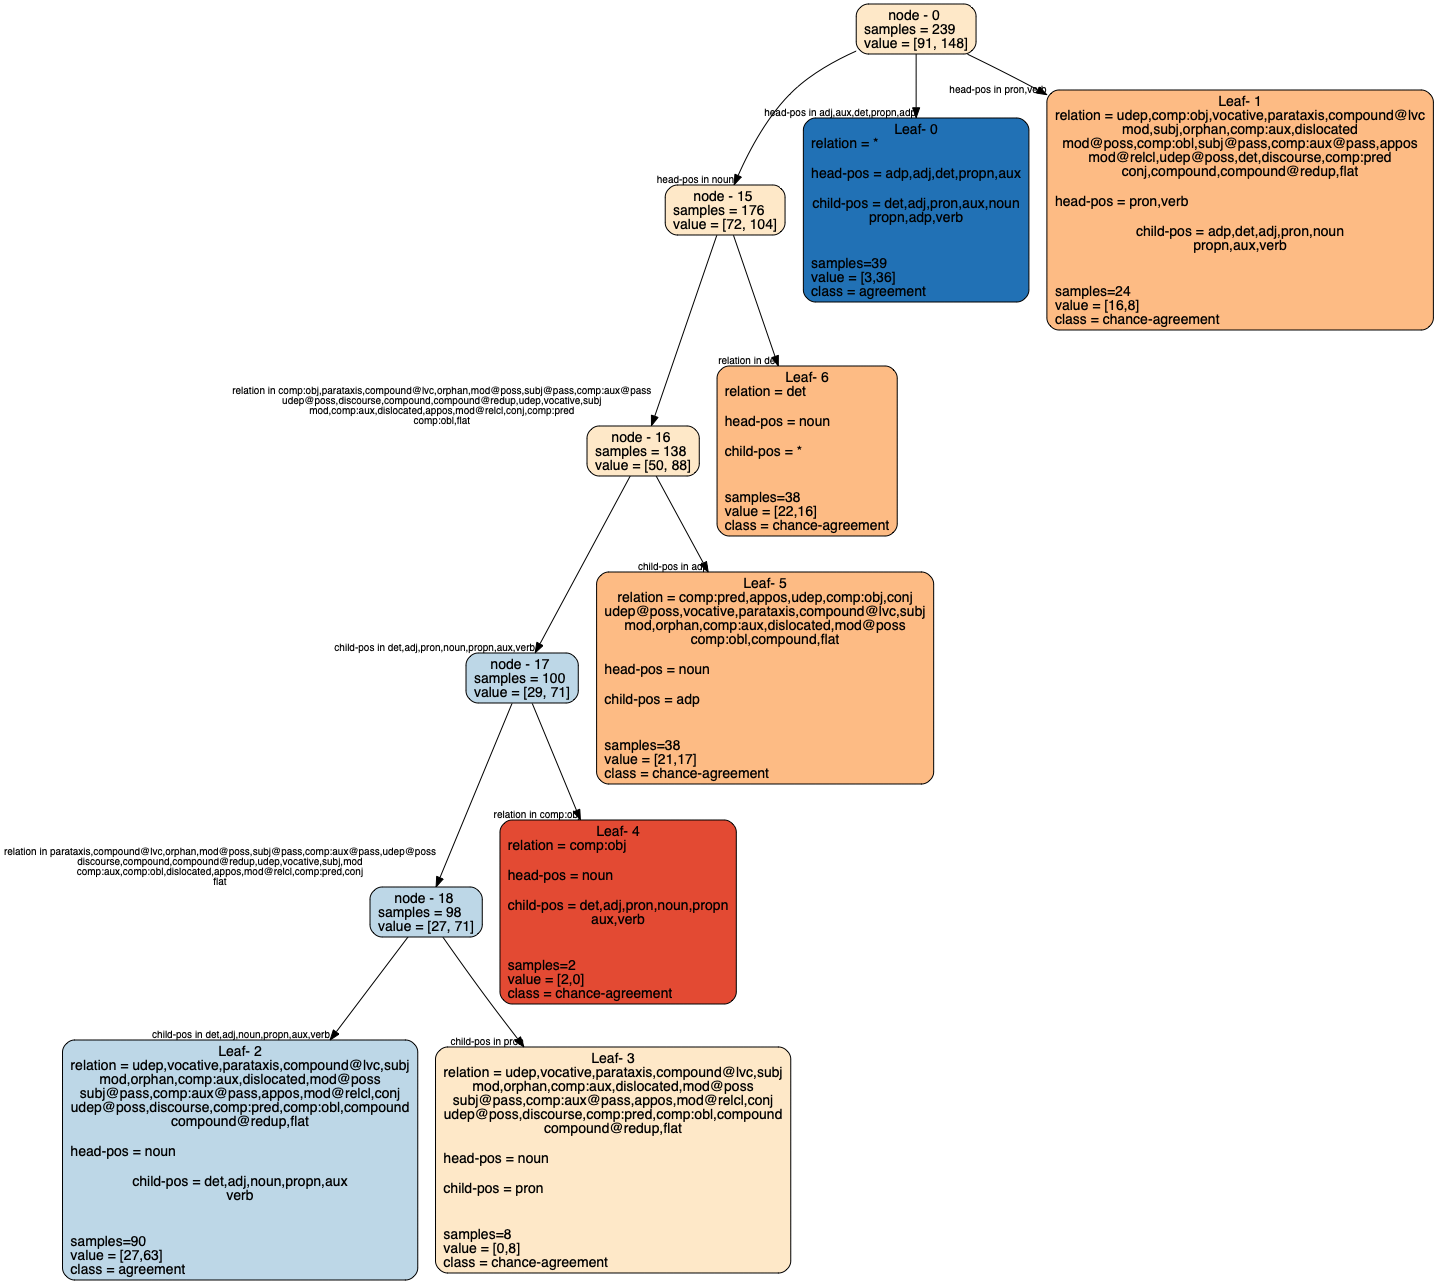 node - 0
samples = 239
value = [91, 148]
head-pos in pron,verb
head-pos in adj,aux,det,propn,adp
head-pos in noun
Leaf- 1
relation = udep,comp:obj,vocative,parataxis,compound@lvc
mod,subj,orphan,comp:aux,dislocated
mod@poss,comp:obl,subj@pass,comp:aux@pass,appos
mod@relcl,udep@poss,det,discourse,comp:pred
conj,compound,compound@redup,flat
head-pos = pron,verb
child-pos = adp,det,adj,pron,noun
propn,aux,verb
samples=24
value = [16,8]
class = chance-agreement
Leaf- 0
relation = *
head-pos = adp,adj,det,propn,aux
child-pos = det,adj,pron,aux,noun
propn,adp,verb
samples=39
value = [3,36]
class = agreement
node - 15
samples = 176
value = [72, 104]
relation in det
relation in comp:obj,parataxis,compound@lvc,orphan,mod@poss,subj@pass,comp:aux@pass
udep@poss,discourse,compound,compound@redup,udep,vocative,subj
mod,comp:aux,dislocated,appos,mod@relcl,conj,comp:pred
comp:obl,flat
Leaf- 6
relation = det
head-pos = noun
child-pos = *
samples=38
value = [22,16]
class = chance-agreement
node - 16
samples = 138
value = [50, 88]
child-pos in adp
child-pos in det,adj,pron,noun,propn,aux,verb
Leaf- 5
relation = comp:pred,appos,udep,comp:obj,conj
udep@poss,vocative,parataxis,compound@lvc,subj
mod,orphan,comp:aux,dislocated,mod@poss
comp:obl,compound,flat
head-pos = noun
child-pos = adp
samples=38
value = [21,17]
class = chance-agreement
node - 17
samples = 100
value = [29, 71]
relation in comp:obj
relation in parataxis,compound@lvc,orphan,mod@poss,subj@pass,comp:aux@pass,udep@poss
discourse,compound,compound@redup,udep,vocative,subj,mod
comp:aux,comp:obl,dislocated,appos,mod@relcl,comp:pred,conj
flat
Leaf- 4
relation = comp:obj
head-pos = noun
child-pos = det,adj,pron,noun,propn
aux,verb
samples=2
value = [2,0]
class = chance-agreement
node - 18
samples = 98
value = [27, 71]
child-pos in det,adj,noun,propn,aux,verb
child-pos in pron
Leaf- 2
relation = udep,vocative,parataxis,compound@lvc,subj
mod,orphan,comp:aux,dislocated,mod@poss
subj@pass,comp:aux@pass,appos,mod@relcl,conj
udep@poss,discourse,comp:pred,comp:obl,compound
compound@redup,flat
head-pos = noun
child-pos = det,adj,noun,propn,aux
verb
samples=90
value = [27,63]
class = agreement
Leaf- 3
relation = udep,vocative,parataxis,compound@lvc,subj
mod,orphan,comp:aux,dislocated,mod@poss
subj@pass,comp:aux@pass,appos,mod@relcl,conj
udep@poss,discourse,comp:pred,comp:obl,compound
compound@redup,flat
head-pos = noun
child-pos = pron
samples=8
value = [0,8]
class = chance-agreement